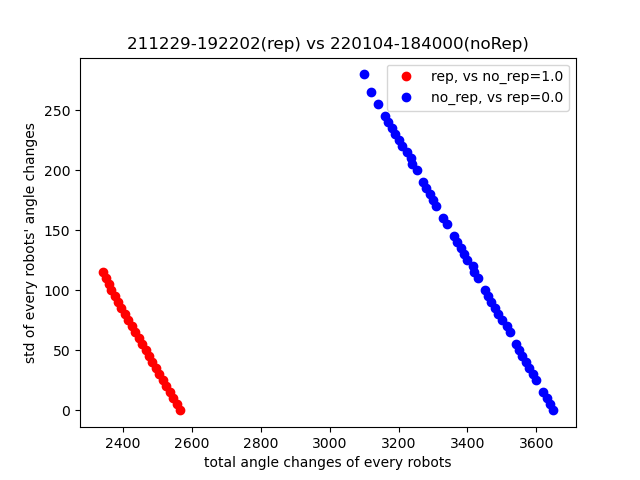 211229-192202(rep) vs 220104-184000(noRep)
rep, vs no_rep=1.0
no_rep, vs rep=0.0
std of every robots' angle changes
250
200
150
100
50
0
2400 2600 2800 3000 3200 3400 3600
total angle changes of every robots